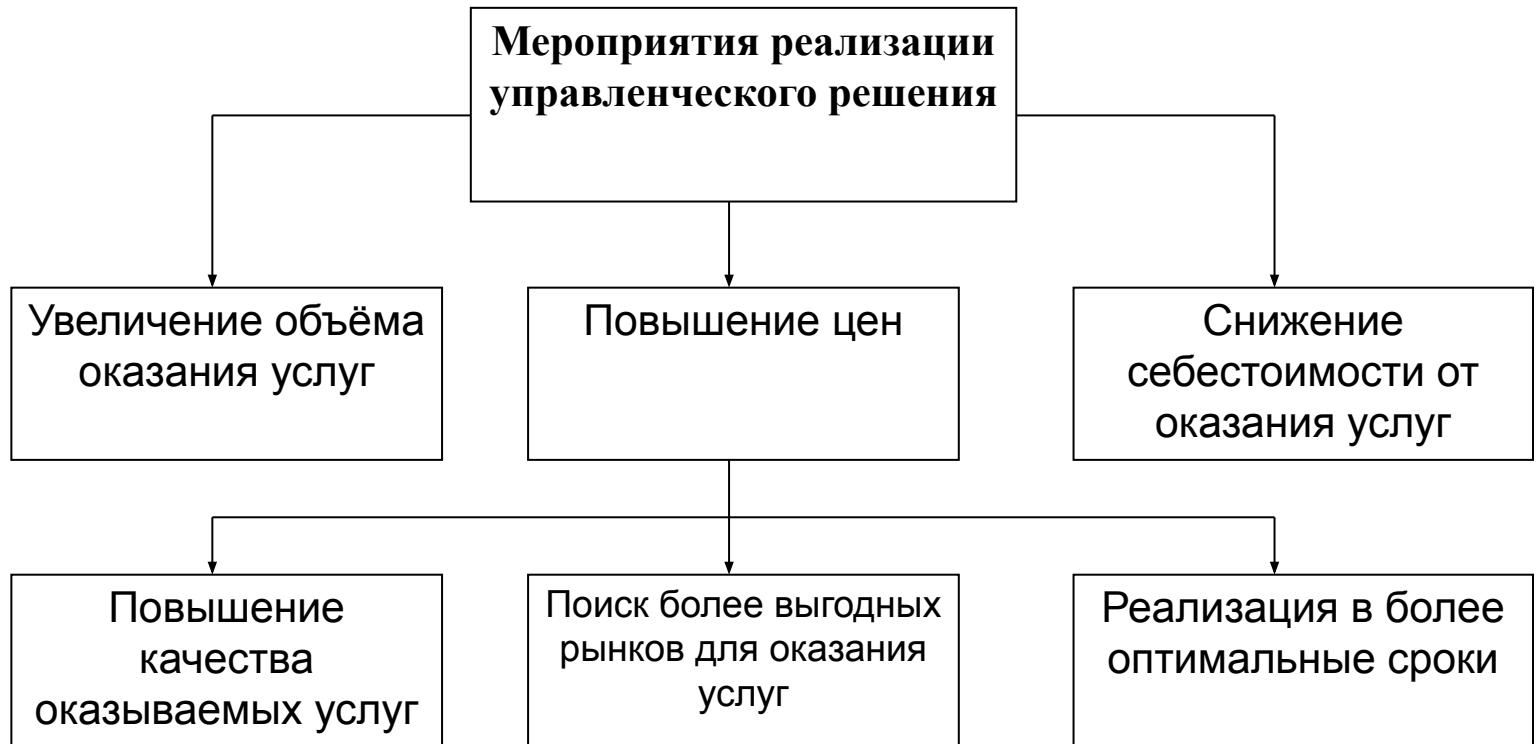 Мероприятия реализации
управленческого решения
Увеличение объёма
оказания услуг
Повышение цен
Снижение
себестоимости от
оказания услуг
Повышение
качества
оказываемых услуг
Поиск более выгодных
рынков для оказания
услуг
Реализация в более
оптимальные сроки